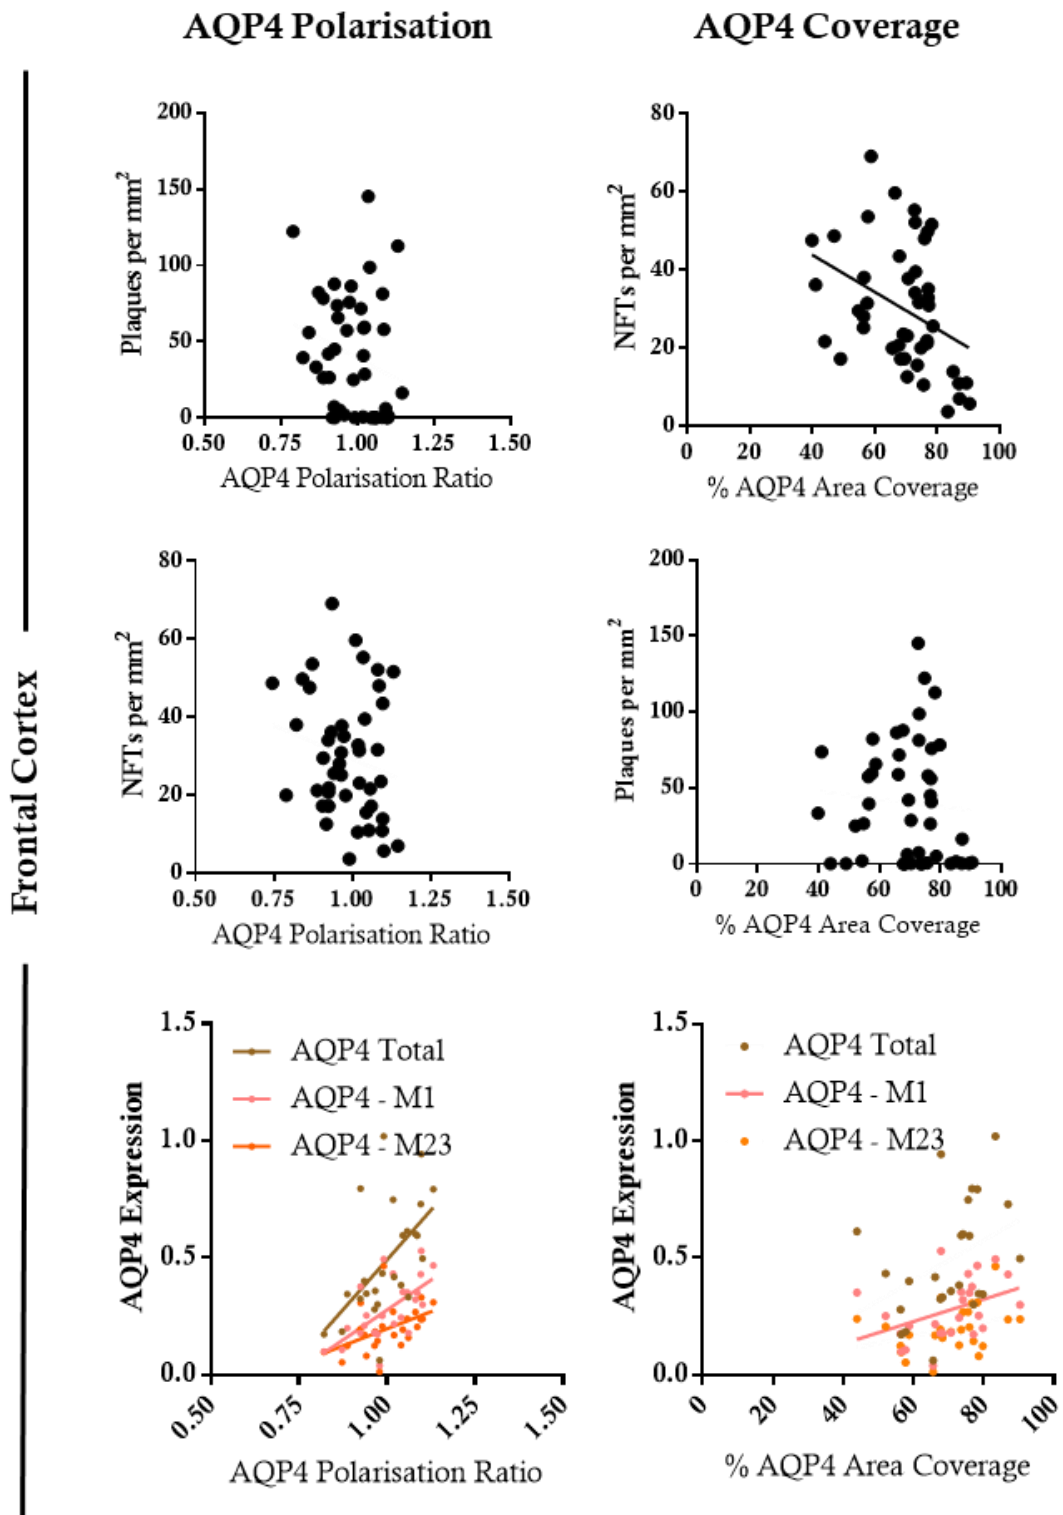 AQP4 Polarisation
AQP4 Coverage
Frontal Cortex
200
150
100
50
0
0.50 0.75 1.00 1.25 1.50
Plaques per mm²
AQP4 Polarisation Ratio
80
60
40
20
0
0 20 40 60 80 100
NFTs per mm²
% AQP4 Area Coverage
80
60
40
20
0
0.50 0.75 1.00 1.25 1.50
NFTs per mm²
AQP4 Polarisation Ratio
200
150
100
50
0
0 20 40 60 80 100
Plaques per mm²
% AQP4 Area Coverage
1.5
1.0
0.5
0.0
0.50 0.75 1.00 1.25 1.50
AQP4 Expression
AQP4 Total
AQP4 - M1
AQP4 - M23
AQP4 Polarisation Ratio
1.5
1.0
0.5
0.0
0 20 40 60 80 100
AQP4 Expression
AQP4 Total
AQP4 - M1
AQP4 - M23
% AQP4 Area Coverage